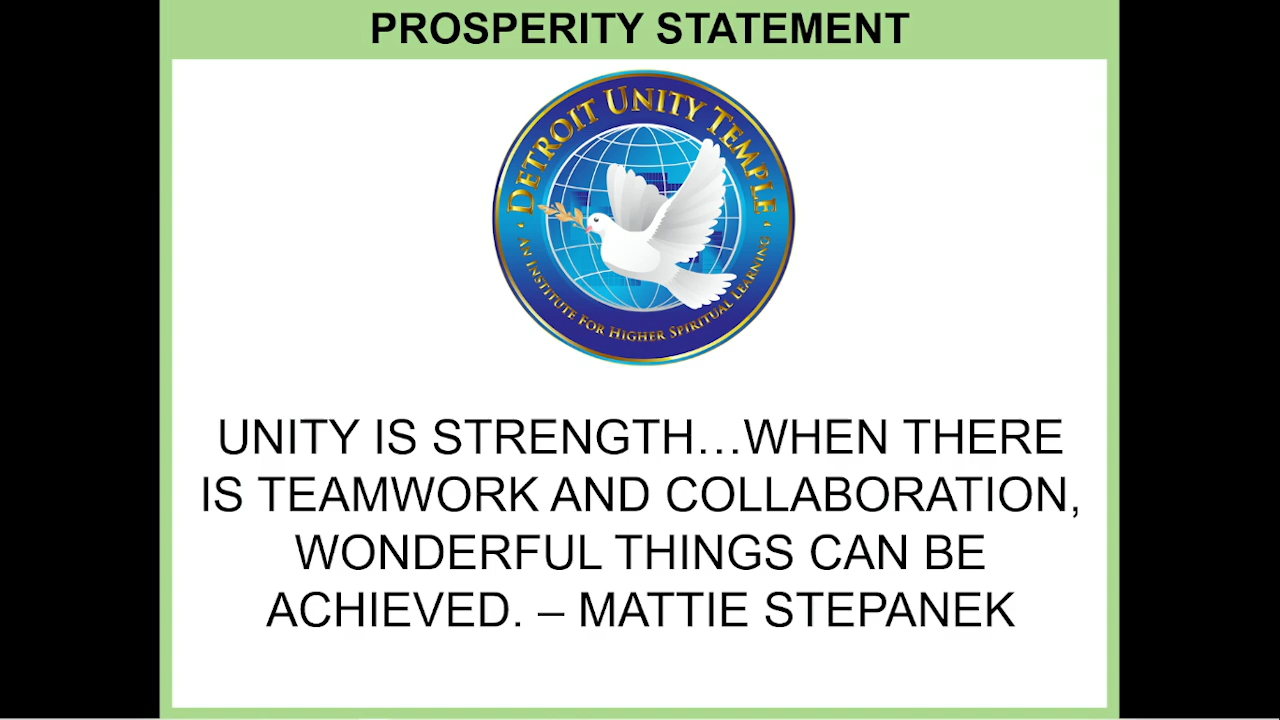 PROSPERITY STATEMENT
DETROIT UNITY TEMPLE
AN INSTITUTE FOR HIGHER SPIRITUAL LEARNING
UNITY IS STRENGTH…WHEN THERE
IS TEAMWORK AND COLLABORATION,
WONDERFUL THINGS CAN BE
ACHIEVED. – MATTIE STEPANEK